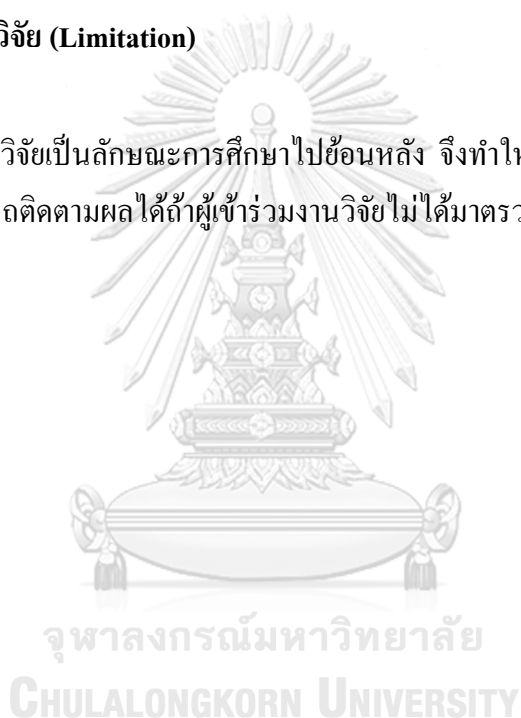 วิจัย (Limitation)
วิจัยเป็นลักษณะการศึกษาไปย้อนหลัง จึงทำให
ถติดตามผลได้ถ้าผู้เข้าร่วมงานวิจัยไม่ได้มาตรว
จุฬาลงกรณ์มหาวิทยาลัย
CHULALONGKORN UNIVERSITY